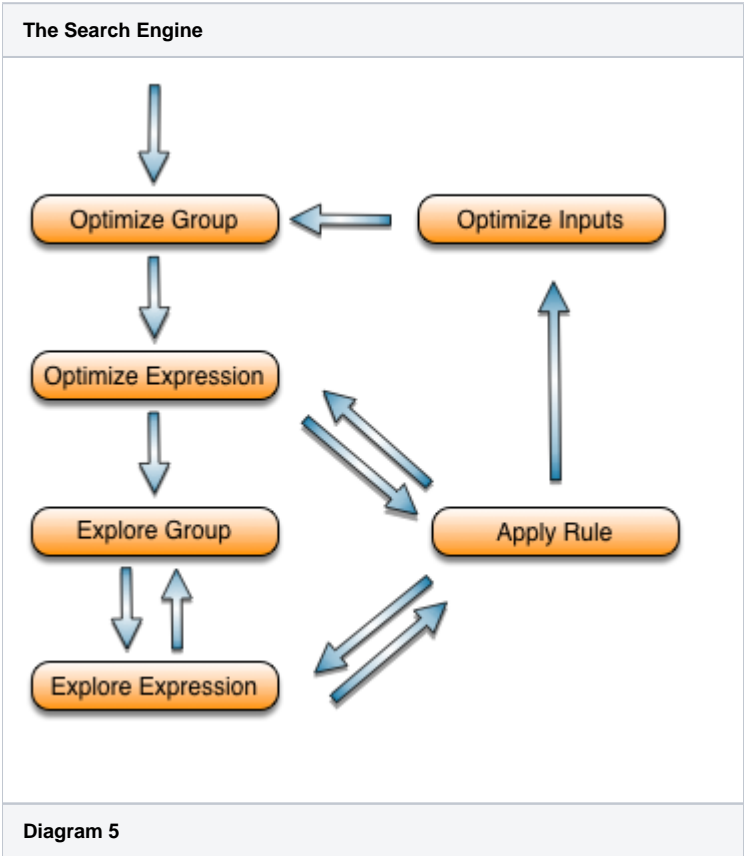 The Search Engine
Optimize Group
Optimize Inputs
Optimize Expression
Explore Group
Apply Rule
Explore Expression
Diagram 5